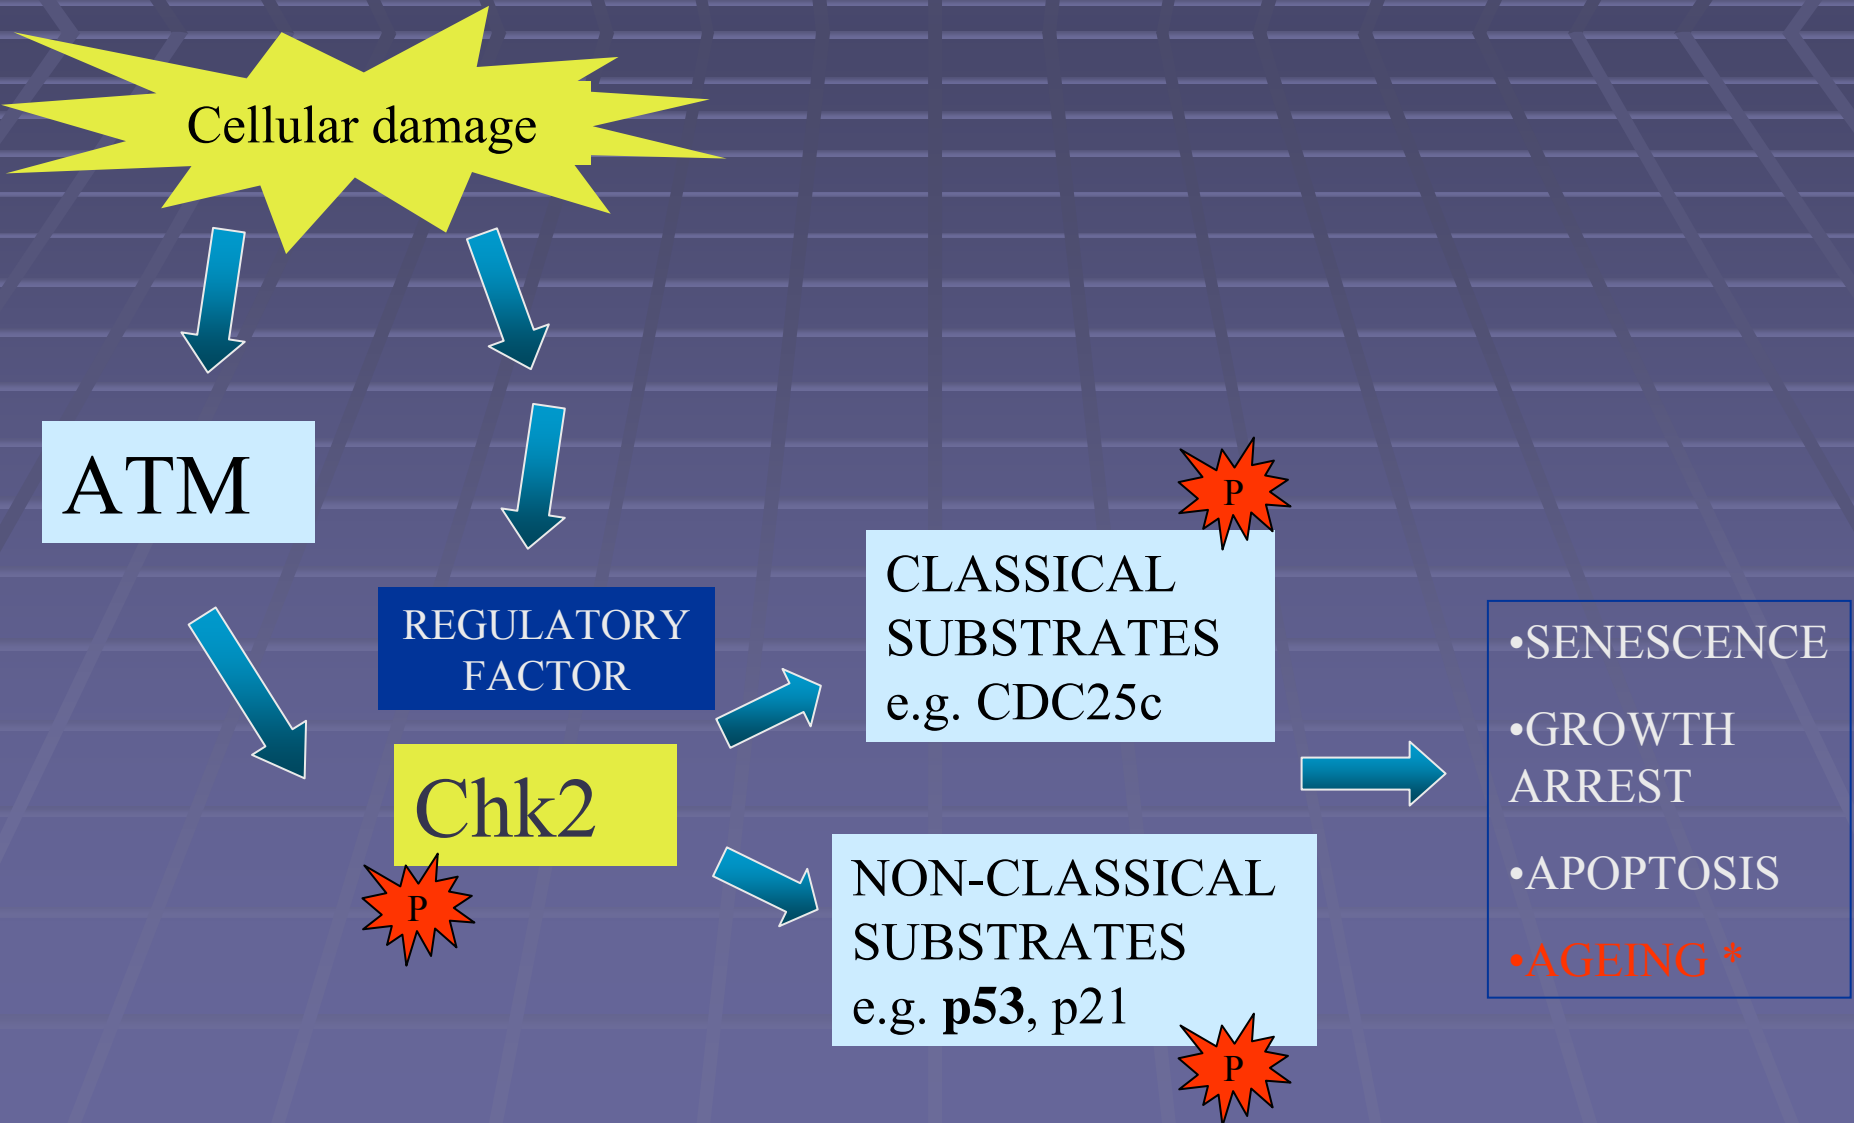 Cellular damage
ATM
REGULATORY
FACTOR
Chk2
P
P
CLASSICAL
SUBSTRATES
e.g. CDC25c
NON-CLASSICAL
SUBSTRATES
e.g. p53, p21
P
•SENESCENCE
•GROWTH
ARREST
•APOPTOSIS
•AGEING *